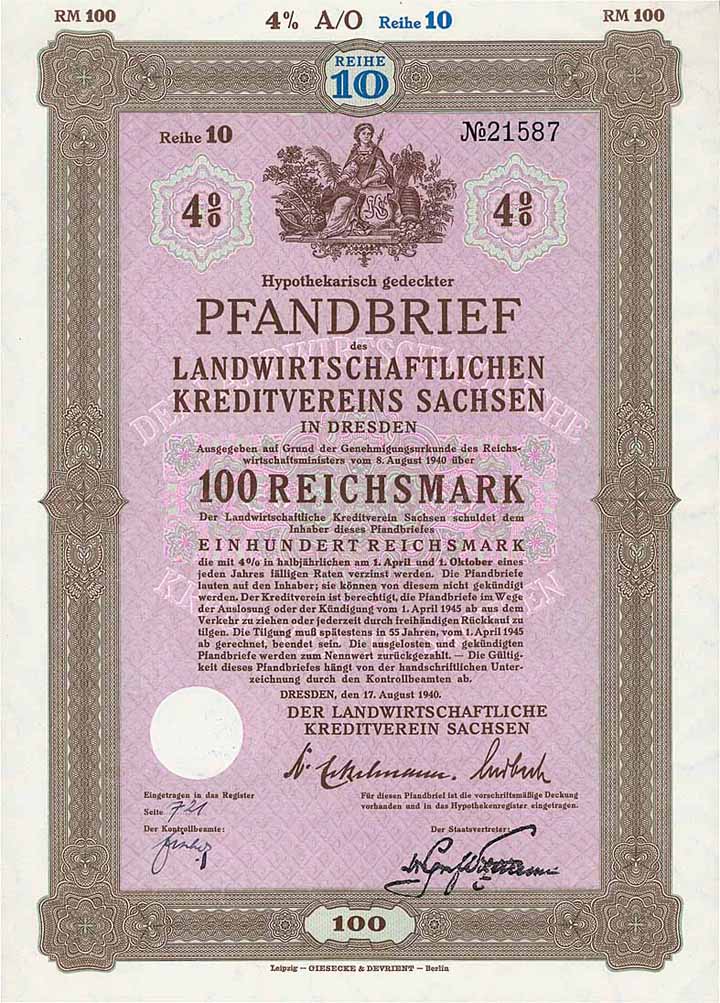 RM 100 4% A/O Reihe 10 RM 100
REIHE
10
Reihe 10 № 21587
4% 4%
Hypothekarisch gedeckter
PFANDBRIEF
des
LANDWIRTSCHAFTLICHEN
KREDITVEREINS SACHSEN
IN DRESDEN
Ausgegeben auf Grund der Genehmigungsurkunde des Reichs-
wirtschaftsministers vom 8. August 1940 über
100 REICHSMARK
Der Landwirtschaftliche Kreditverein Sachsen schuldet dem
Inhaber dieses Pfandbriefes
EINHUNDERT REICHSMARK
die mit 4% in halbjährlichen am 1. April und 1. Oktober eines
jeden Jahres fälligen Raten verzinst werden. Die Pfandbriefe
lauten auf den Inhaber; sie können von diesem nicht gekündigt
werden. Der Kreditverein ist berechtigt, die Pfandbriefe im Wege
der Auslosung oder der Kündigung vom 1. April 1945 ab aus dem
Verkehr zu ziehen oder jederzeit durch freihändigen Rückkauf zu
tilgen. Die Tilgung muß spätestens in 55 Jahren, vom 1. April 1945
ab gerechnet, beendet sein. Die ausgelosten und gekündigten
Pfandbriefe werden zum Nennwert zurückgezahlt. — Die Gültig-
keit dieses Pfandbriefes hängt von der handschriftlichen Unter-
zeichnung durch den Kontrollbeamten ab.
DRESDEN, den 17. August 1940.
DER LANDWIRTSCHAFTLICHE
KREDITVEREIN SACHSEN
Eingetragen in das Register
Seite 721
Der Kontrollbeamte:
Für diesen Pfandbrief ist die vorschriftsmäßige Deckung
vorhanden und in das Hypothekenregister eingetragen.
Der Staatsvertreter:
100
Leipzig — GIESECKE & DEVRIENT — Berlin